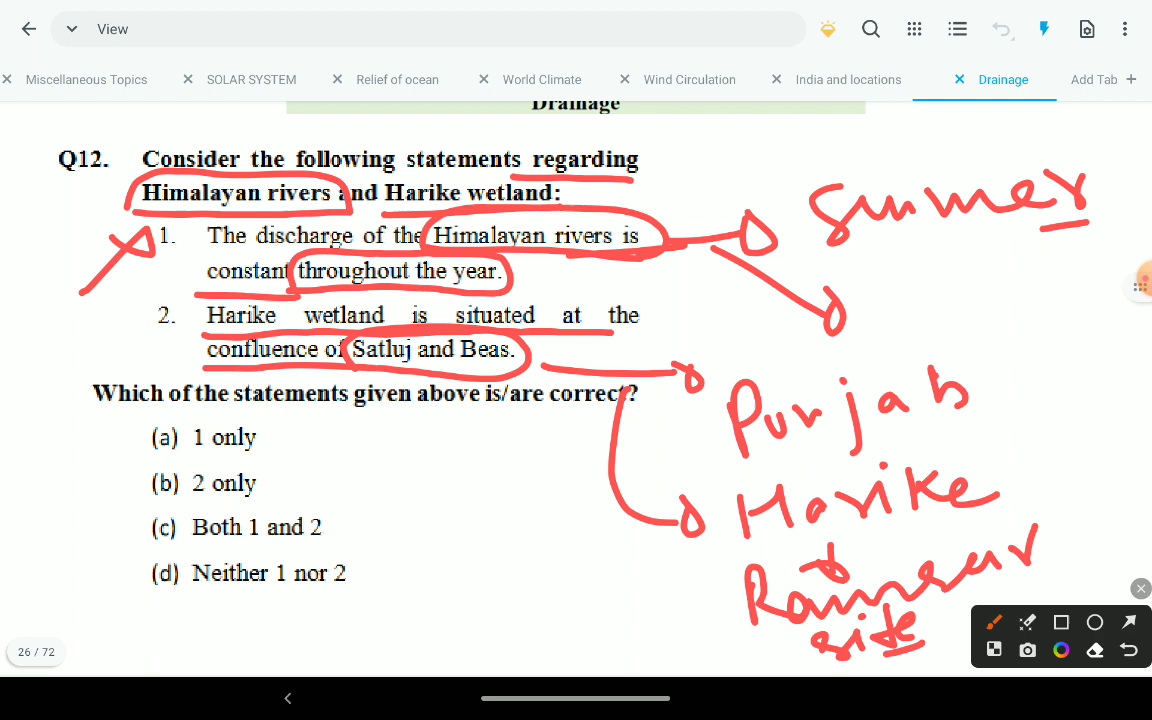 View
Miscellaneous Topics SOLAR SYSTEM Relief of ocean World Climate Wind Circulation India and locations Drainage Add Tab +
Drainage
Q12. Consider the following statements regarding
Himalayan rivers and Harike wetland:
1. The discharge of the Himalayan rivers is
constant throughout the year.
2. Harike wetland is situated at the
confluence of Satluj and Beas.
Which of the statements given above is/are correct?
(a) 1 only
(b) 2 only
(c) Both 1 and 2
(d) Neither 1 nor 2
Summer
Punjab
Harike
site
26 / 72